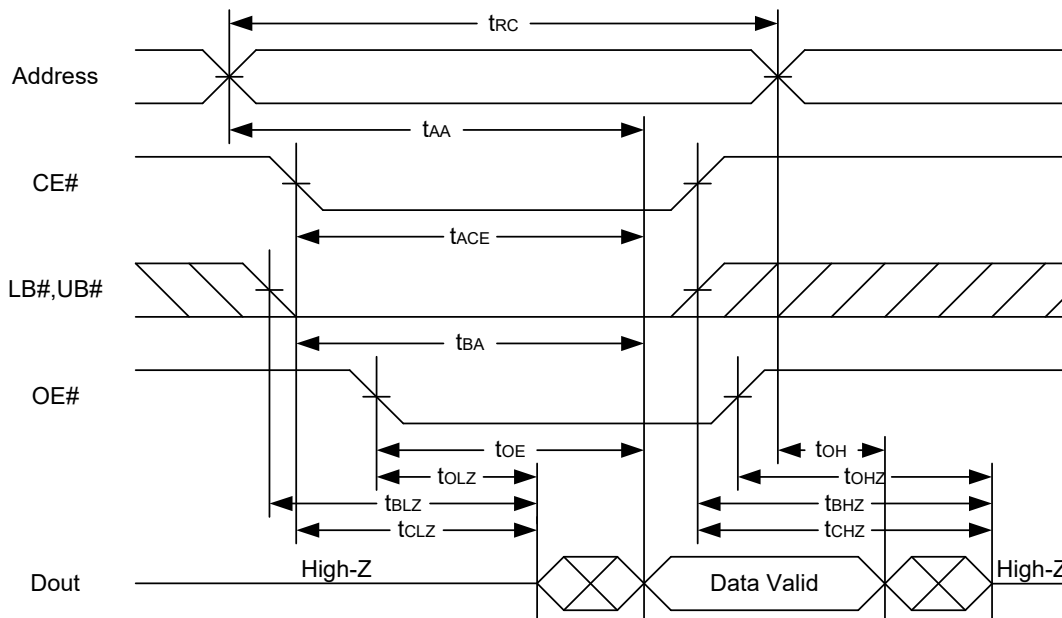 tRC
Address
tAA
CE#
tACE
LB#,UB#
tBA
OE#
tOE
tOH
tOLZ
tOHZ
tBLZ
tBHZ
tCLZ
tCHZ
High-Z
Dout
Data Valid
High-Z